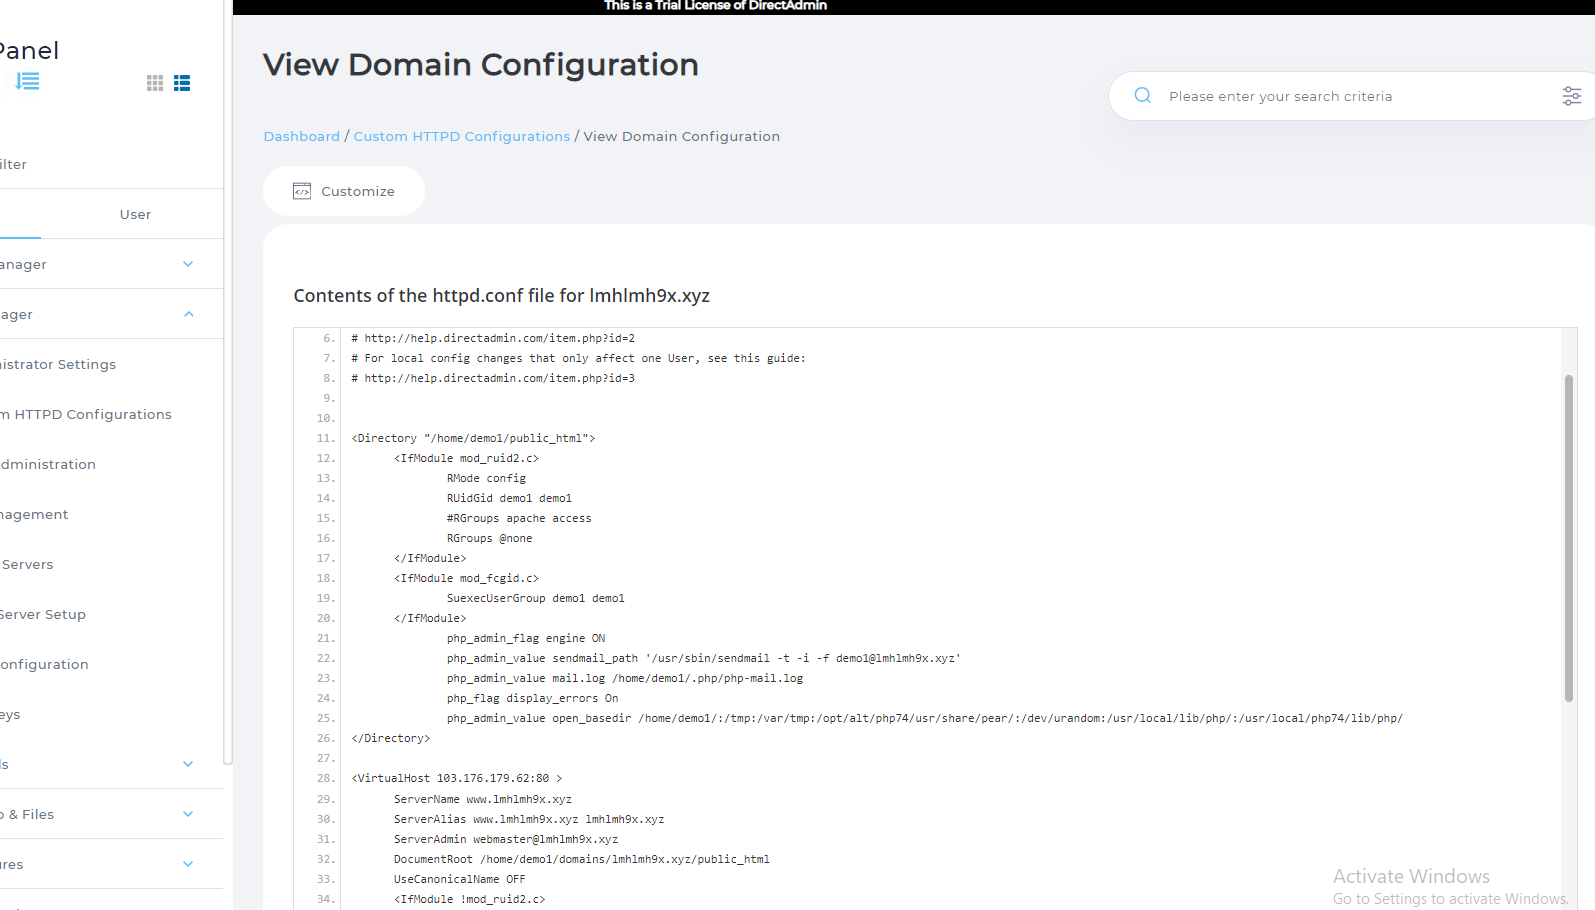 This is a Trial License of DirectAdmin
Panel
View Domain Configuration
Please enter your search criteria
Dashboard / Custom HTTPD Configurations / View Domain Configuration
ilter
Customize
User
anager
ager
nistrator Settings
m HTTPD Configurations
dministration
nagement
Servers
Server Setup
onfiguration
eys
ls
o & Files
ures
Contents of the httpd.conf file for lmhlmh9x.xyz
6. # http://help.directadmin.com/item.php?id=2
7. # For local config changes that only affect one User, see this guide:
8. # http://help.directadmin.com/item.php?id=3
9.
10.
11. <Directory "/home/demo1/public_html">
12. <IfModule mod_ruid2.c>
13. RMode config
14. RUidGid demo1 demo1
15. #RGroups apache access
16. RGroups @none
17. </IfModule>
18. <IfModule mod_fcgid.c>
19. SuexecUserGroup demo1 demo1
20. </IfModule>
21. php_admin_flag engine ON
22. php_admin_value sendmail_path '/usr/sbin/sendmail -t -i -f demo1@lmhlmh9x.xyz'
23. php_admin_value mail.log /home/demo1/.php/php-mail.log
24. php_flag display_errors On
25. php_admin_value open_basedir /home/demo1/:/tmp:/var/tmp:/opt/alt/php74/usr/share/pear/:/dev/urandom:/usr/local/lib/php/:/usr/local/php74/lib/php/
26. </Directory>
27.
28. <VirtualHost 103.176.179.62:80 >
29. ServerName www.lmhlmh9x.xyz
30. ServerAlias www.lmhlmh9x.xyz lmhlmh9x.xyz
31. ServerAdmin webmaster@lmhlmh9x.xyz
32. DocumentRoot /home/demo1/domains/lmhlmh9x.xyz/public_html
33. UseCanonicalName OFF
34. <IfModule !mod_ruid2.c>
Activate Windows
Go to Settings to activate Windows.